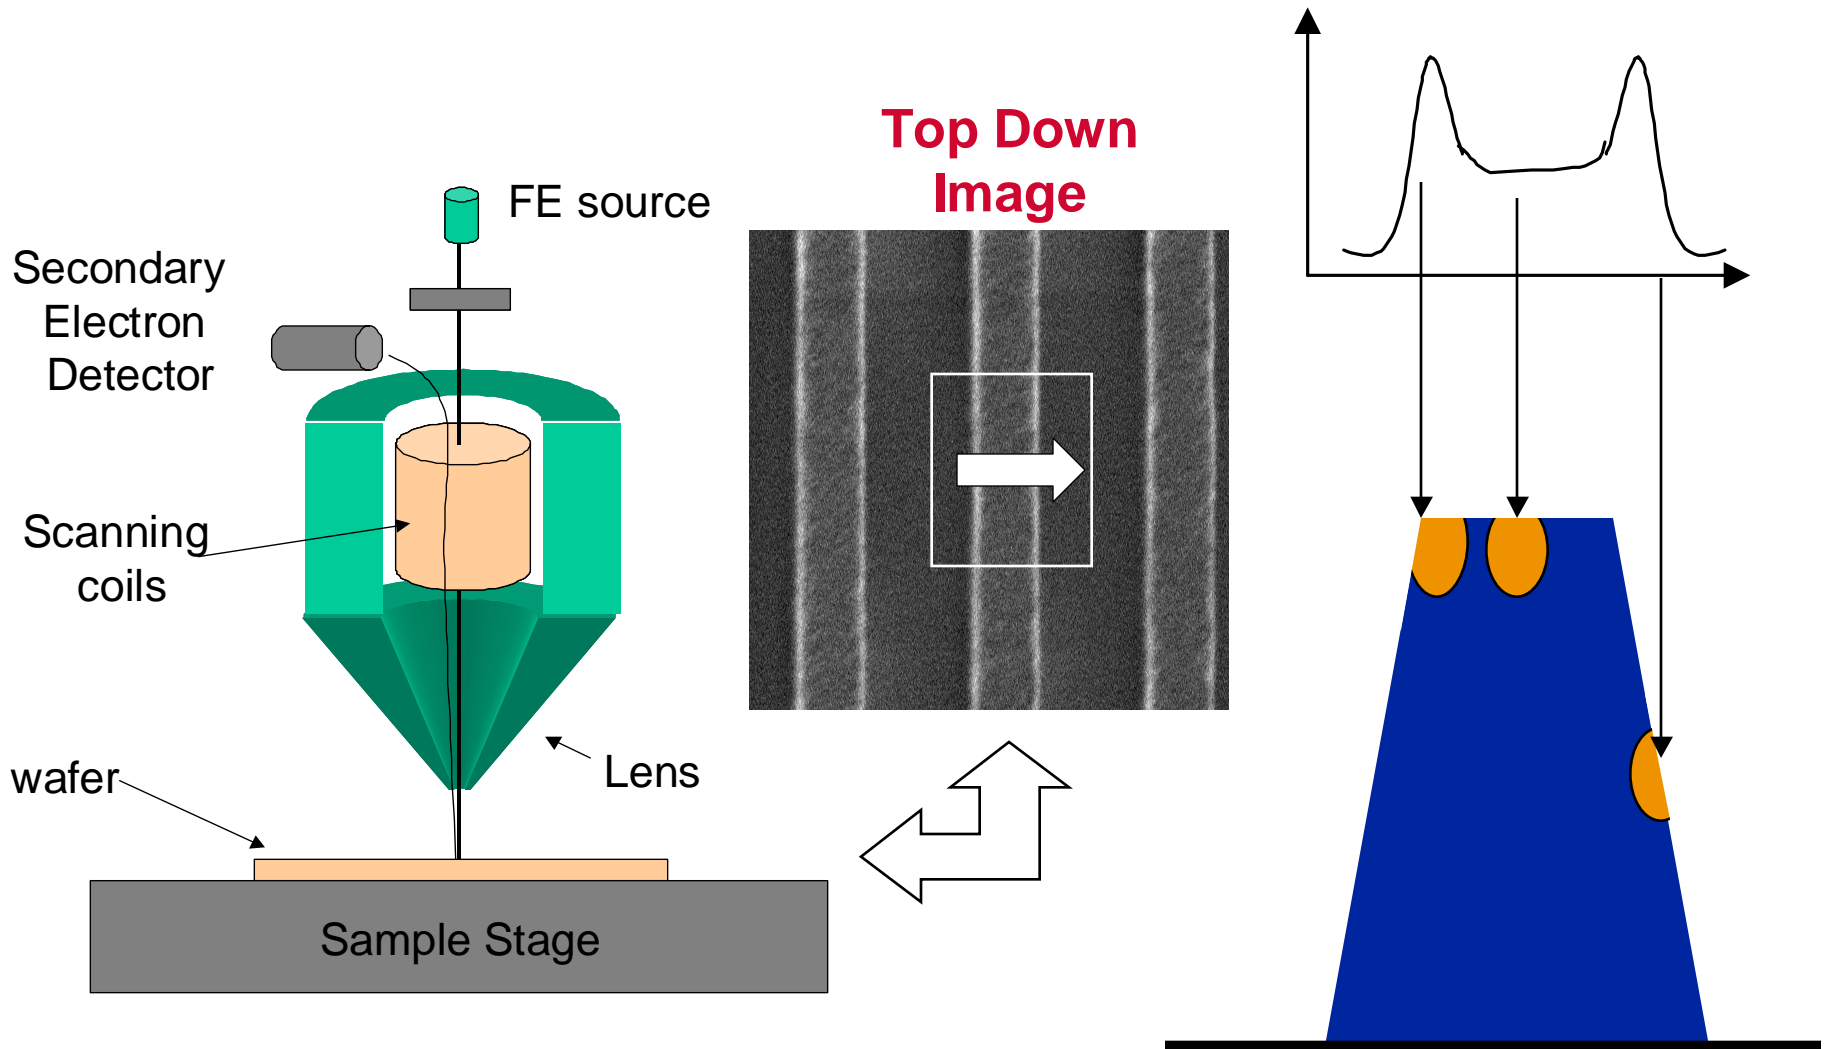 Top Down
Image
FE source
Secondary
Electron
Detector
Scanning
coils
wafer
Lens
Sample Stage